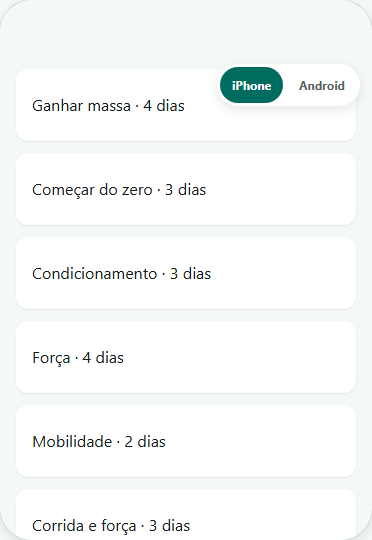 iPhone Android
Ganhar massa · 4 dias
Começar do zero · 3 dias
Condicionamento · 3 dias
Força · 4 dias
Mobilidade · 2 dias
Corrida e força · 3 dias